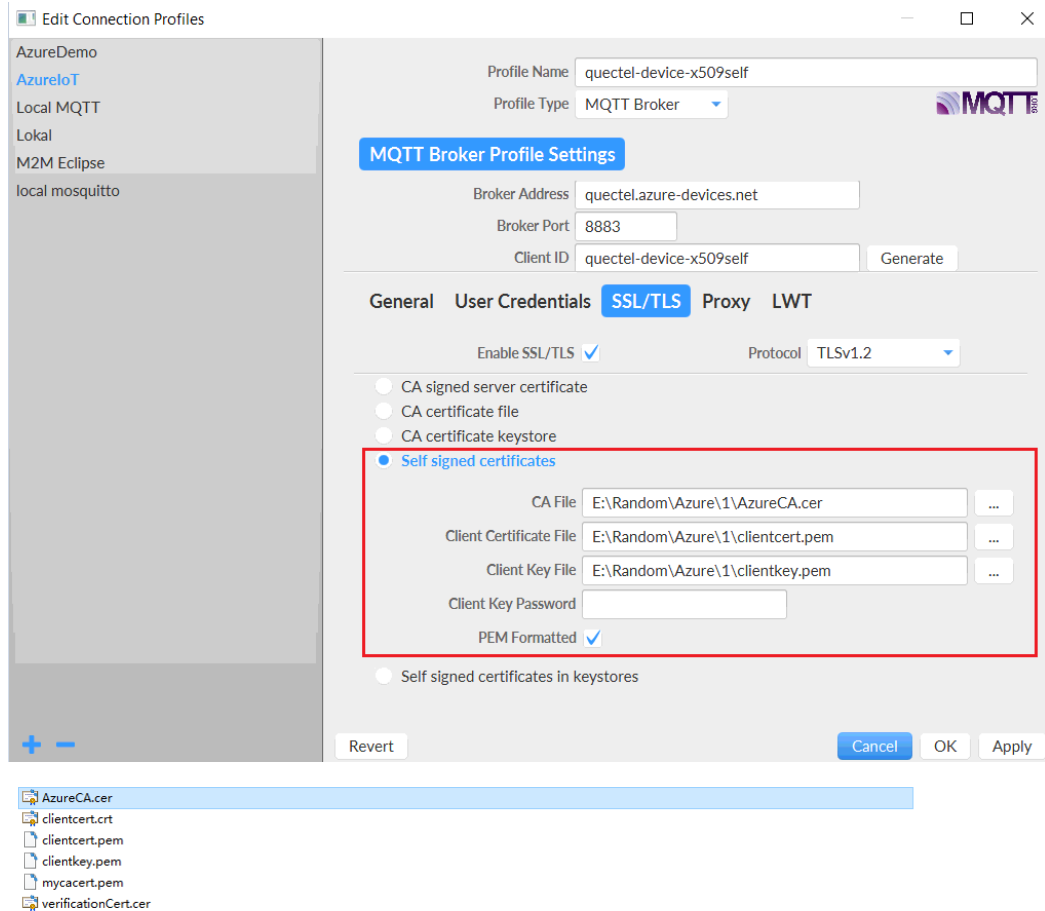 Edit Connection Profiles
AzureDemo
AzureIoT
Local MQTT
Lokal
M2M Eclipse
local mosquitto
Profile Name quectel-device-x509self
Profile Type MQTT Broker
MQTT.ORG
MQTT Broker Profile Settings
Broker Address quectel.azure-devices.net
Broker Port 8883
Client ID quectel-device-x509self Generate
General User Credentials SSL/TLS Proxy LWT
Enable SSL/TLS Protocol TLSv1.2
CA signed server certificate
CA certificate file
CA certificate keystore
Self signed certificates
CA File E:\Random\Azure\1\AzureCA.cer ...
Client Certificate File E:\Random\Azure\1\clientcert.pem ...
Client Key File E:\Random\Azure\1\clientkey.pem ...
Client Key Password
PEM Formatted
Self signed certificates in keystores
Revert Cancel OK Apply
AzureCA.cer
clientcert.crt
clientcert.pem
clientkey.pem
mycacert.pem
verificationCert.cer